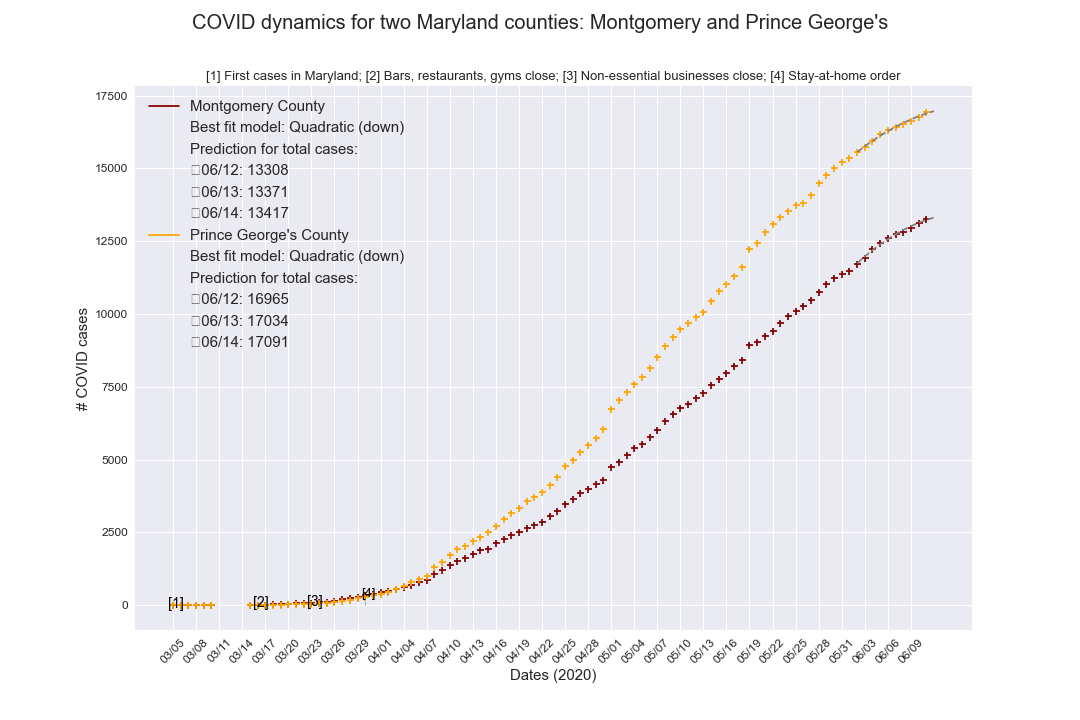 COVID dynamics for two Maryland counties: Montgomery and Prince George's
[1] First cases in Maryland; [2] Bars, restaurants, gyms close; [3] Non-essential businesses close; [4] Stay-at-home order
Montgomery County
Best fit model: Quadratic (down)
Prediction for total cases:
06/12: 13308
06/13: 13371
06/14: 13417
Prince George's County
Best fit model: Quadratic (down)
Prediction for total cases:
06/12: 16965
06/13: 17034
06/14: 17091
# COVID cases
17500
15000
12500
10000
7500
5000
2500
0
[1] [2] [3] [4]
03/05 03/08 03/11 03/14 03/17 03/20 03/23 03/26 03/29 04/01 04/04 04/07 04/10 04/13 04/16 04/19 04/22 04/25 04/28 05/01 05/04 05/07 05/10 05/13 05/16 05/19 05/22 05/25 05/28 05/31 06/03 06/06 06/09
Dates (2020)